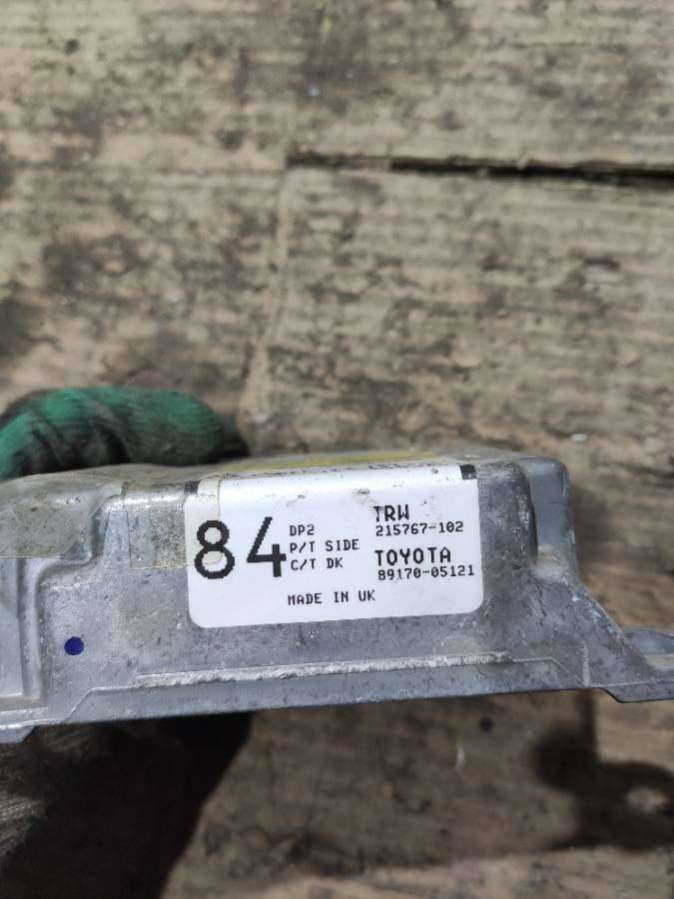 84
DP2
P/T SIDE
C/T DK
TRW
215767-102
TOYOTA
89170-05121
MADE IN UK